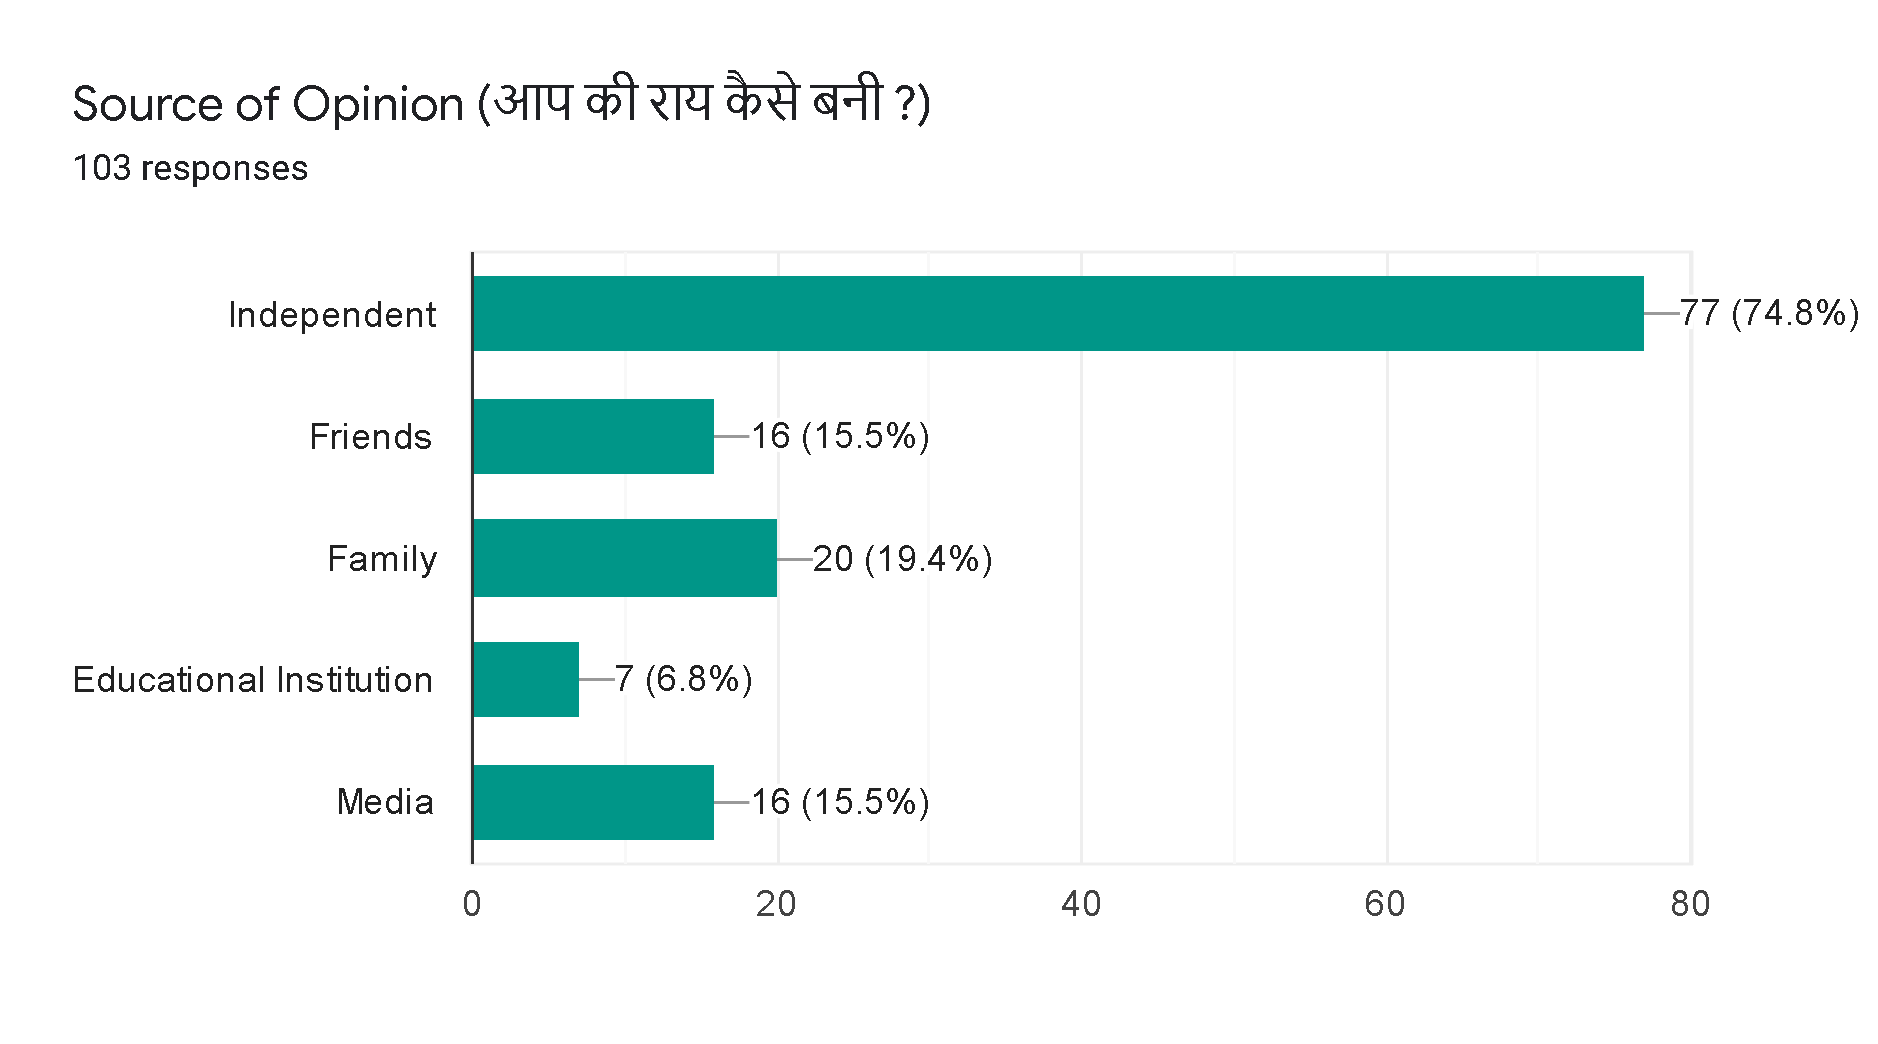 Source of Opinion (आप की राय कैसे बनी ?)
103 responses
Independent 77 (74.8%)
Friends 16 (15.5%)
Family 20 (19.4%)
Educational Institution 7 (6.8%)
Media 16 (15.5%)
0 20 40 60 80